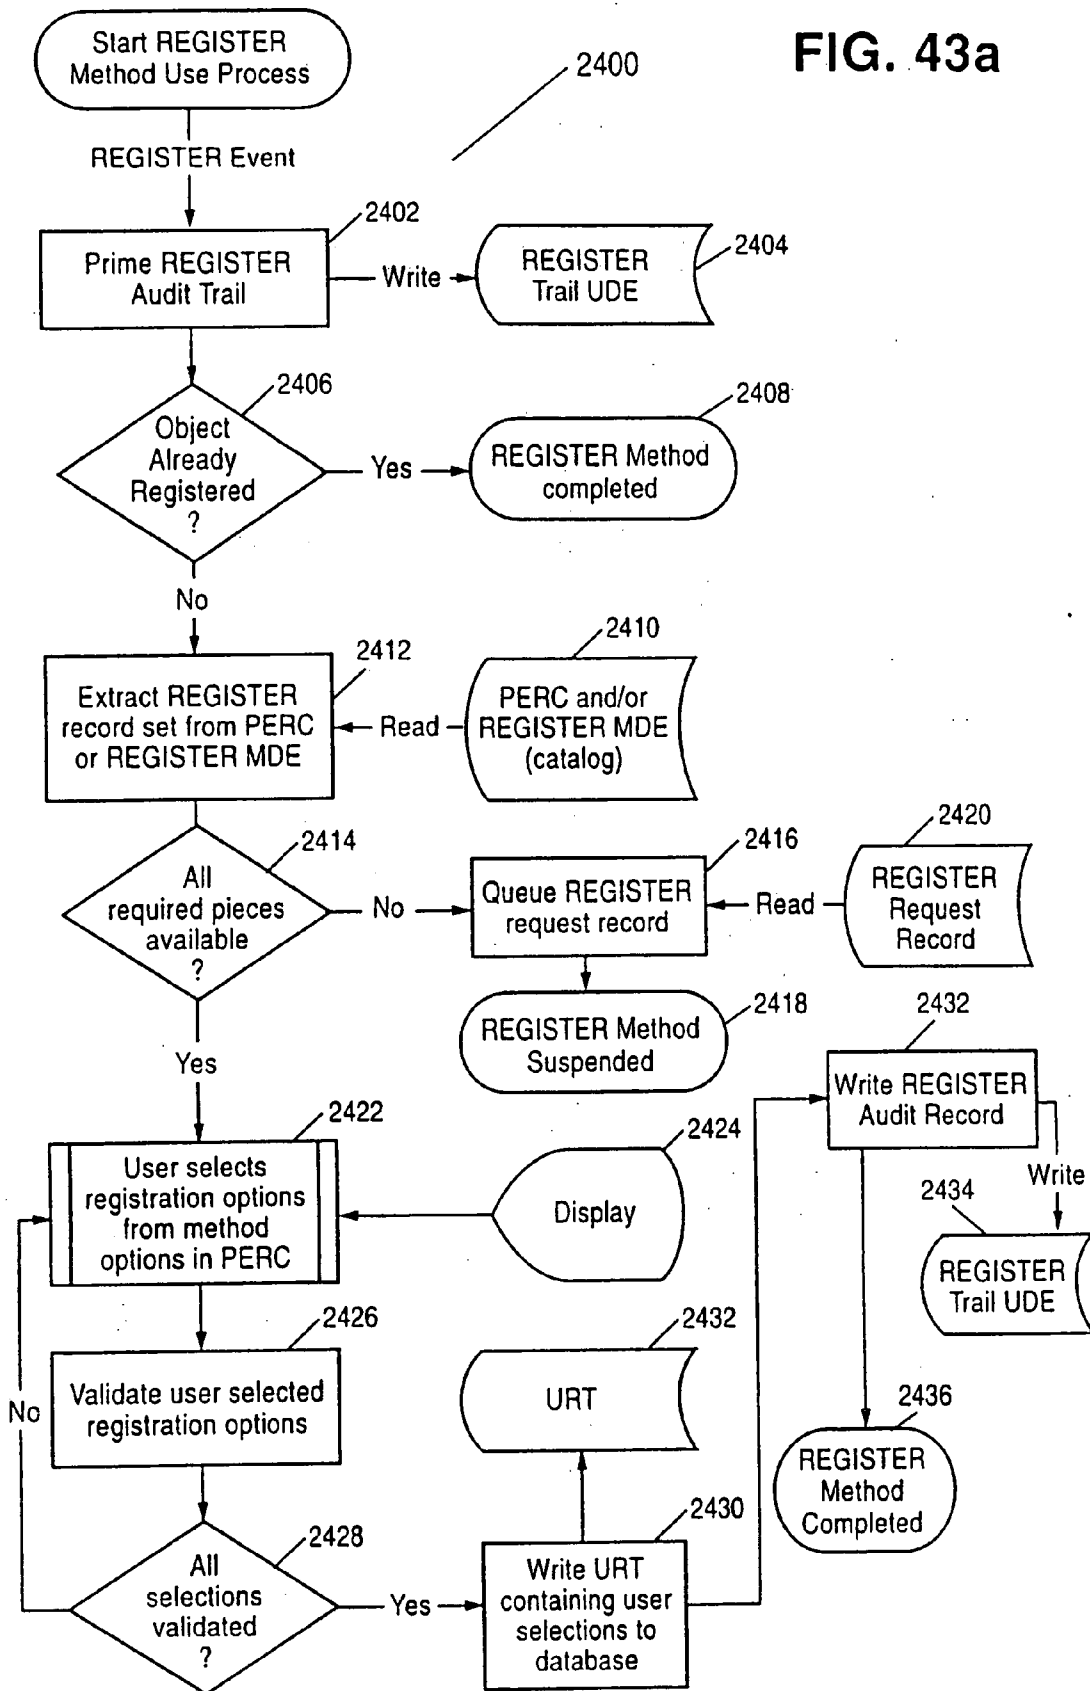 FIG. 43a
Start REGISTER
Method Use Process
2400
REGISTER Event
2402
Prime REGISTER
Audit Trail
Write
REGISTER
Trail UDE
2404
2406
Object
Already
Registered
?
Yes
2408
REGISTER Method
completed
No
2412
Extract REGISTER
record set from PERC
or REGISTER MDE
Read
2410
PERC and/or
REGISTER MDE
(catalog)
2414
All
required pieces
available
?
No
2416
Queue REGISTER
request record
Read
2420
REGISTER
Request
Record
2418
REGISTER Method
Suspended
Yes
2422
User selects
registration options
from method
options in PERC
2424
Display
2426
Validate user selected
registration options
No
2428
All
selections
validated
?
Yes
2430
Write URT
containing user
selections to
database
2432
URT
2432
Write REGISTER
Audit Record
Write
2434
REGISTER
Trail UDE
2436
REGISTER
Method
Completed